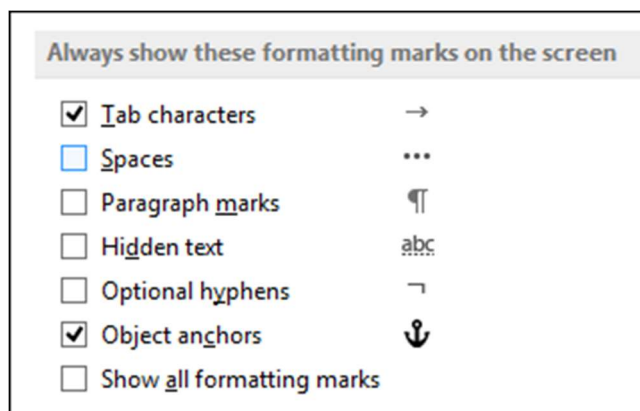 Always show these formatting marks on the screen
Tab characters →
Spaces •••
Paragraph marks ¶
Hidden text abc
Optional hyphens ¬
Object anchors ⚓
Show all formatting marks